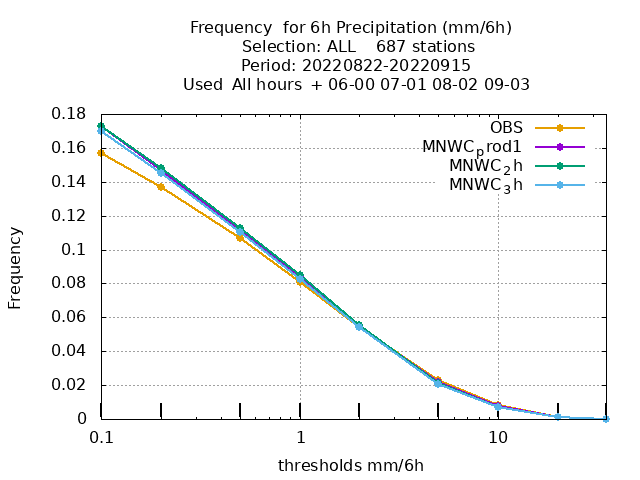 Frequency  for 6h Precipitation (mm/6h)
Selection: ALL    687 stations
Period: 20220822-20220915
Used  All hours  + 06-00 07-01 08-02 09-03
0.18
0.16
0.14
0.12
0.1
0.08
0.06
0.04
0.02
0
Frequency
OBS
MNWCₚrod1
MNWC₂h
MNWC₃h
0.1 1 10
thresholds mm/6h